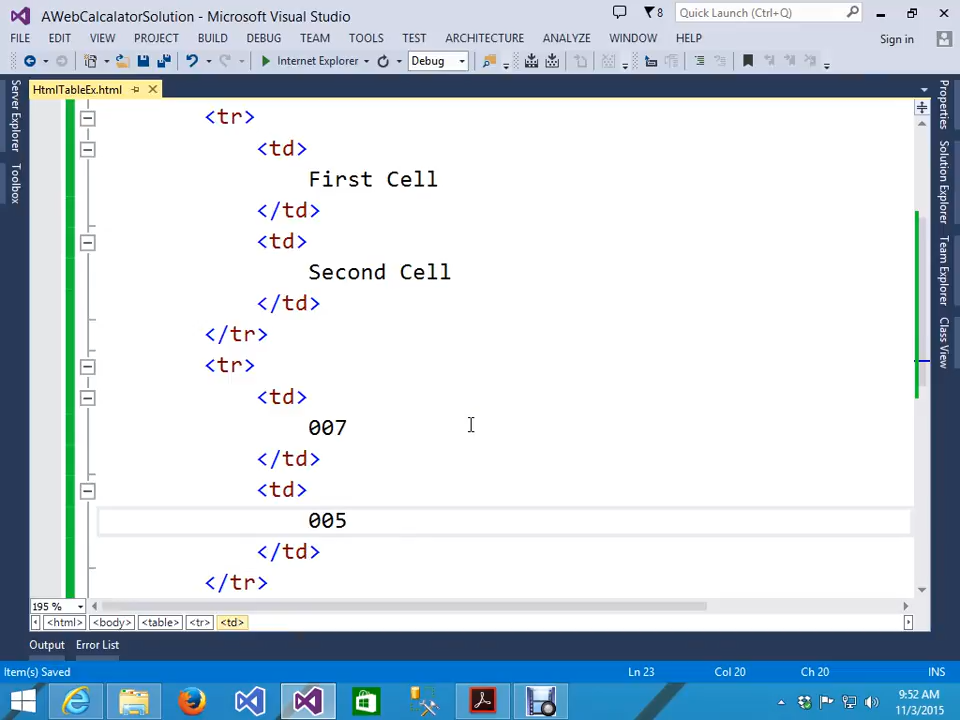 AWebCalcalatorSolution - Microsoft Visual Studio
8
Quick Launch (Ctrl+Q)
FILE EDIT VIEW PROJECT BUILD DEBUG TEAM TOOLS TEST ARCHITECTURE ANALYZE WINDOW HELP Sign in
Internet Explorer Debug
HtmlTableEx.html
Server Explorer
Toolbox
Properties
Solution Explorer
Team Explorer
Class View
<tr>
<td>
First Cell
</td>
<td>
Second Cell
</td>
</tr>
<tr>
<td>
007
</td>
<td>
005
</td>
</tr>
195 %
<html> <body> <table> <tr> <td>
Output Error List
Item(s) Saved Ln 23 Col 20 Ch 20 INS
9:52 AM
11/3/2015